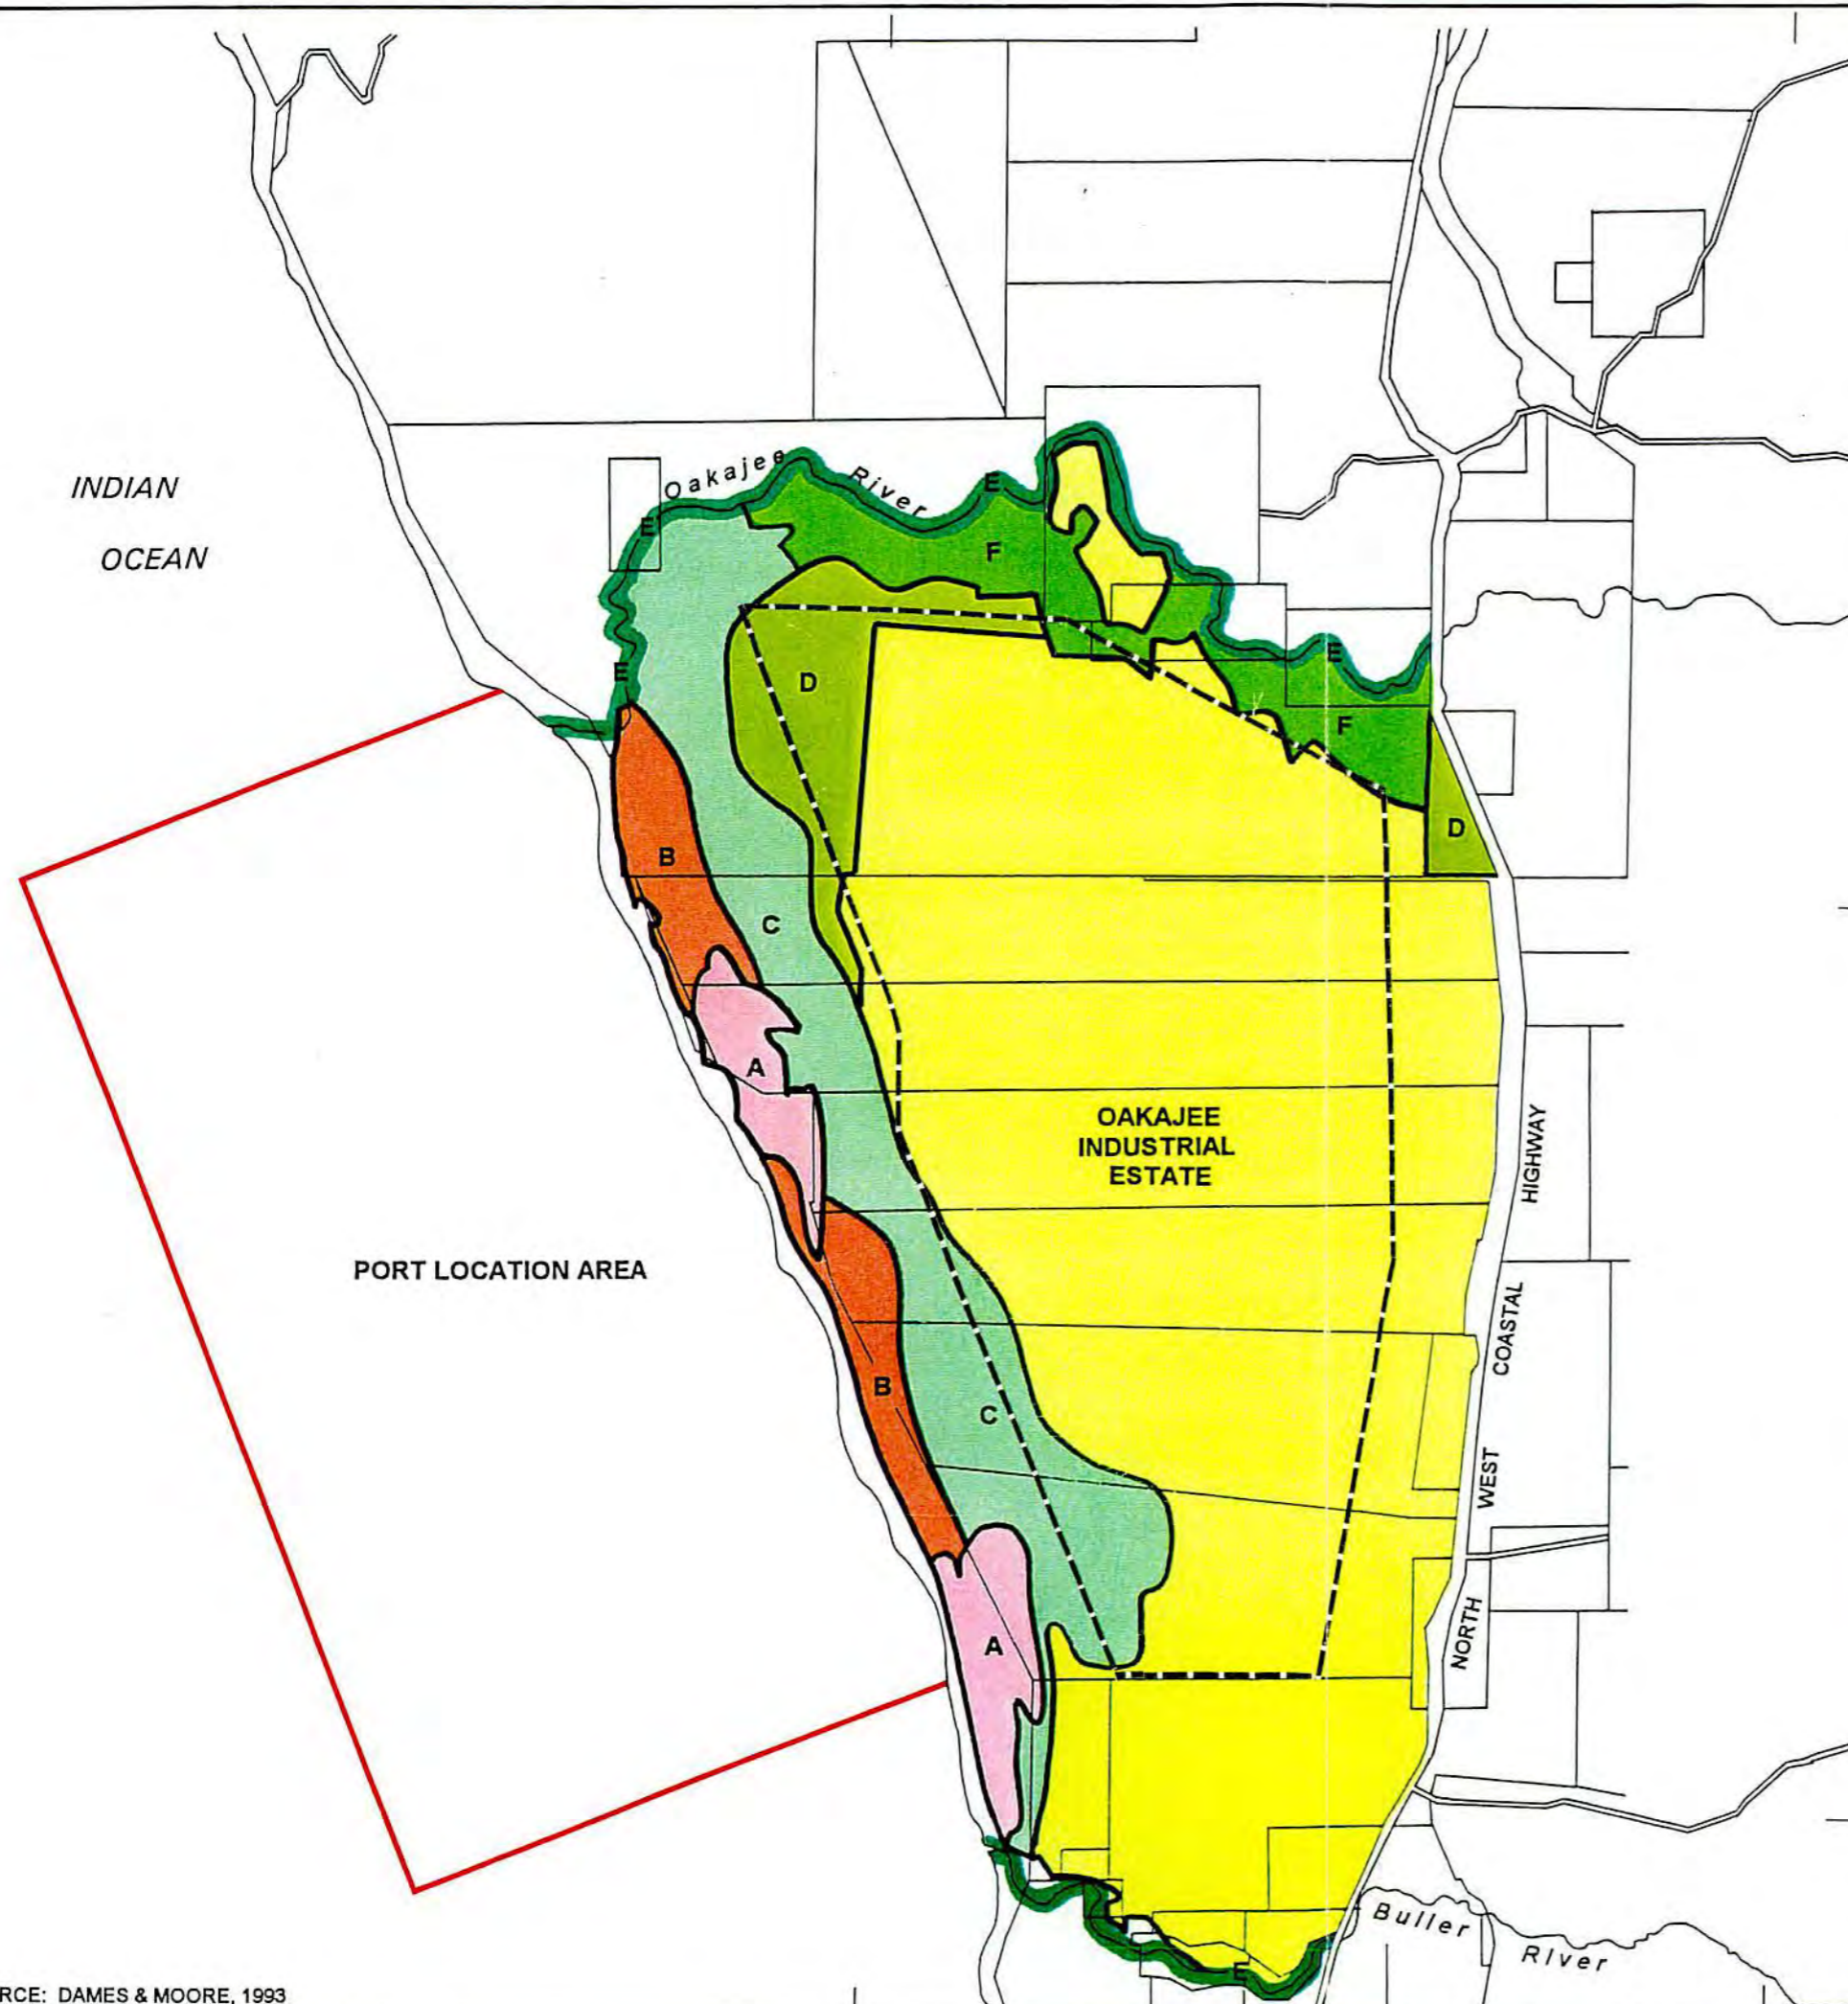 INDIAN
OCEAN
Oakajee
River
E
E
E
E
F
F
D
D
B
C
A
OAKAJEE
INDUSTRIAL
ESTATE
PORT LOCATION AREA
B
C
A
NORTH WEST COASTAL HIGHWAY
Buller
River
E
RCE: DAMES & MOORE, 1993